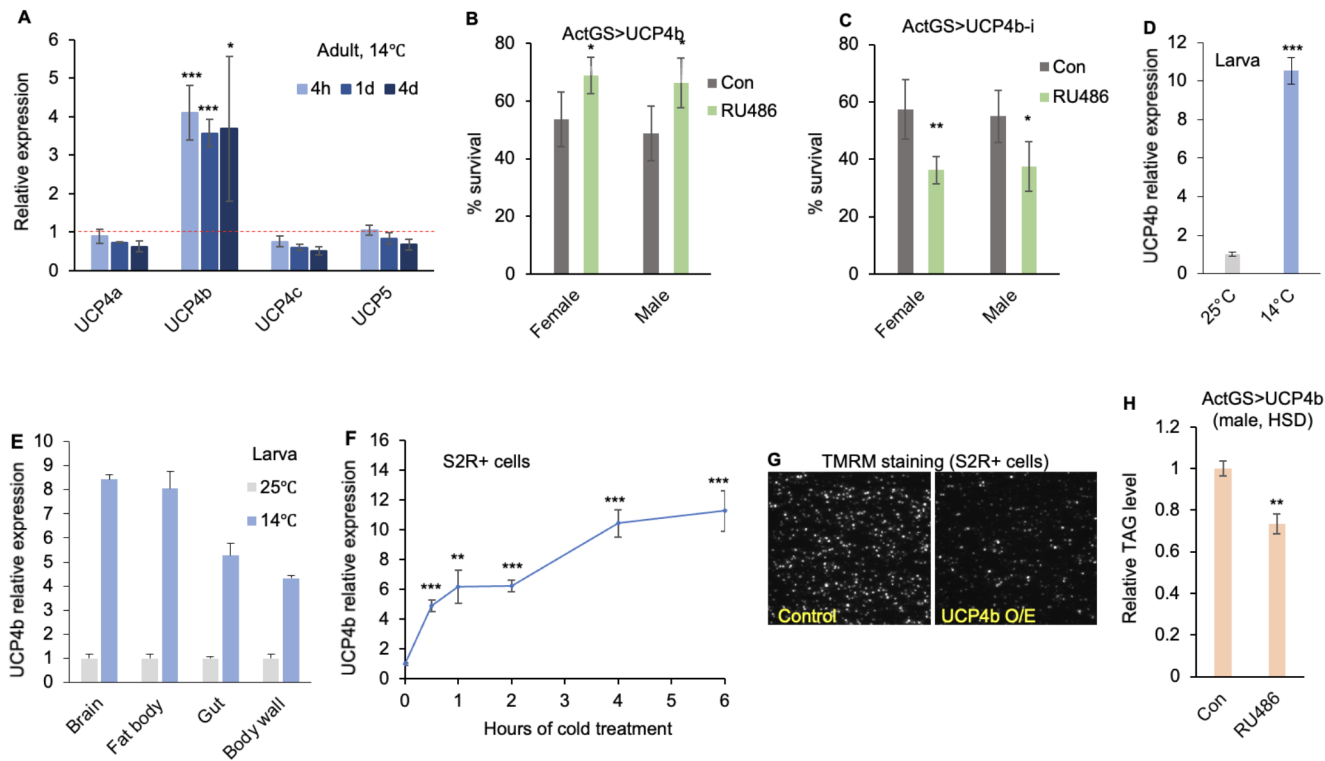 A
Relative expression
6
5
4
3
2
1
0
Adult, 14℃
4h 1d 4d
***
***
*
UCP4a
UCP4b
UCP4c
UCP5
B
ActGS>UCP4b
% survival
80
60
40
20
0
*
*
Con
RU486
Female
Male
C
ActGS>UCP4b-i
% survival
80
60
40
20
0
**
*
Con
RU486
Female
Male
D
UCP4b relative expression
12
10
8
6
4
2
0
Larva
***
25°C
14°C
E
UCP4b relative expression
10
9
8
7
6
5
4
3
2
1
0
Larva
25℃
14℃
Brain
Fat body
Gut
Body wall
F
UCP4b relative expression
16
14
12
10
8
6
4
2
0
S2R+ cells
***
**
***
***
***
0 1 2 3 4 5 6
Hours of cold treatment
G
TMRM staining (S2R+ cells)
Control
UCP4b O/E
H
ActGS>UCP4b
(male, HSD)
Relative TAG level
1.2
1
0.8
0.6
0.4
0.2
0
**
Con
RU486